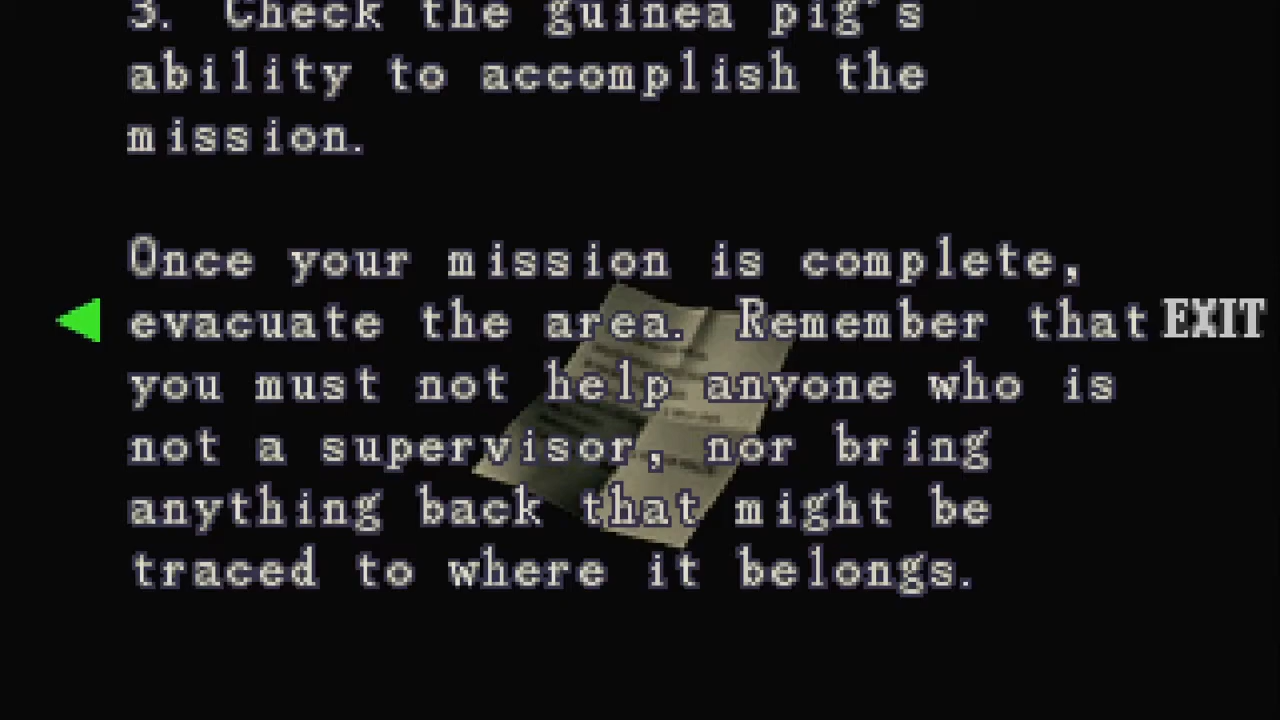 3. Check the guinea pig's
ability to accomplish the
mission.
Once your mission is complete,
evacuate the area. Remember that EXIT
you must not help anyone who is
not a supervisor, nor bring
anything back that might be
traced to where it belongs.